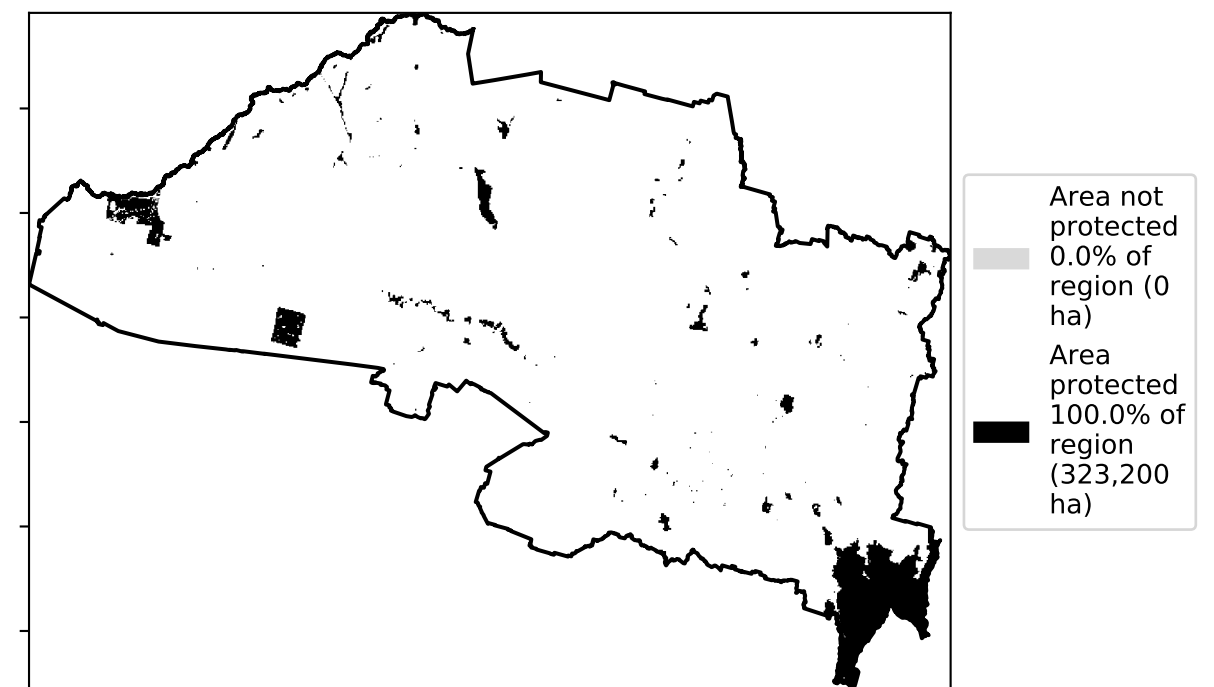 Area not
protected
0.0% of
region (0
ha)
Area
protected
100.0% of
region
(323,200
ha)